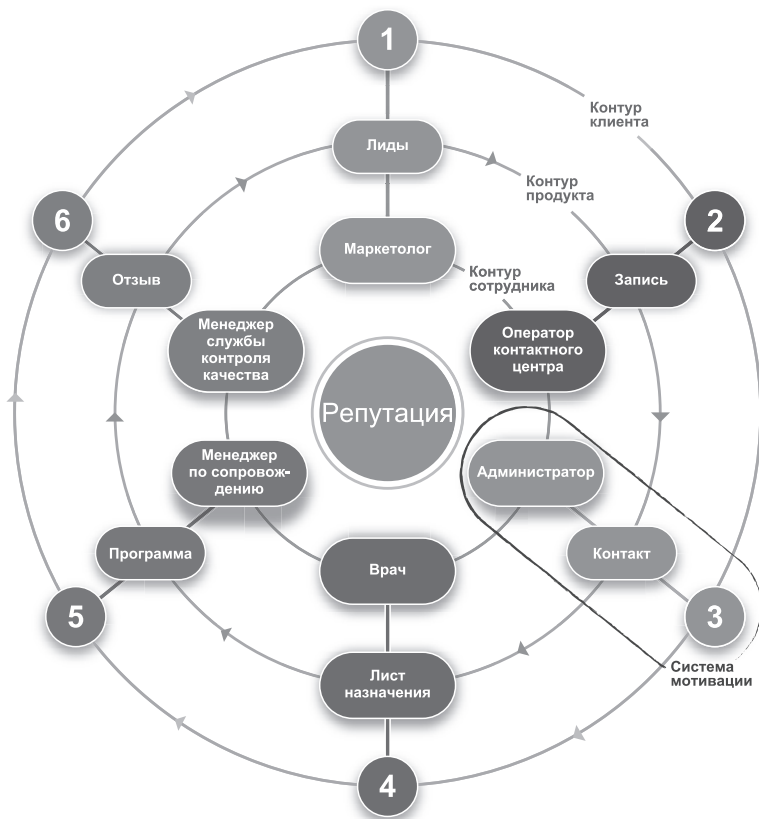 1
Контур
клиента
Лиды
Контур
продукта
6
2
Маркетолог
Контур
сотрудника
Отзыв
Запись
Менеджер
службы
контроля
качества
Оператор
контактного
центра
Репутация
Менеджер
по сопровож-
дению
Администратор
Программа
Врач
Контакт
5
3
Лист
назначения
Система
мотивации
4